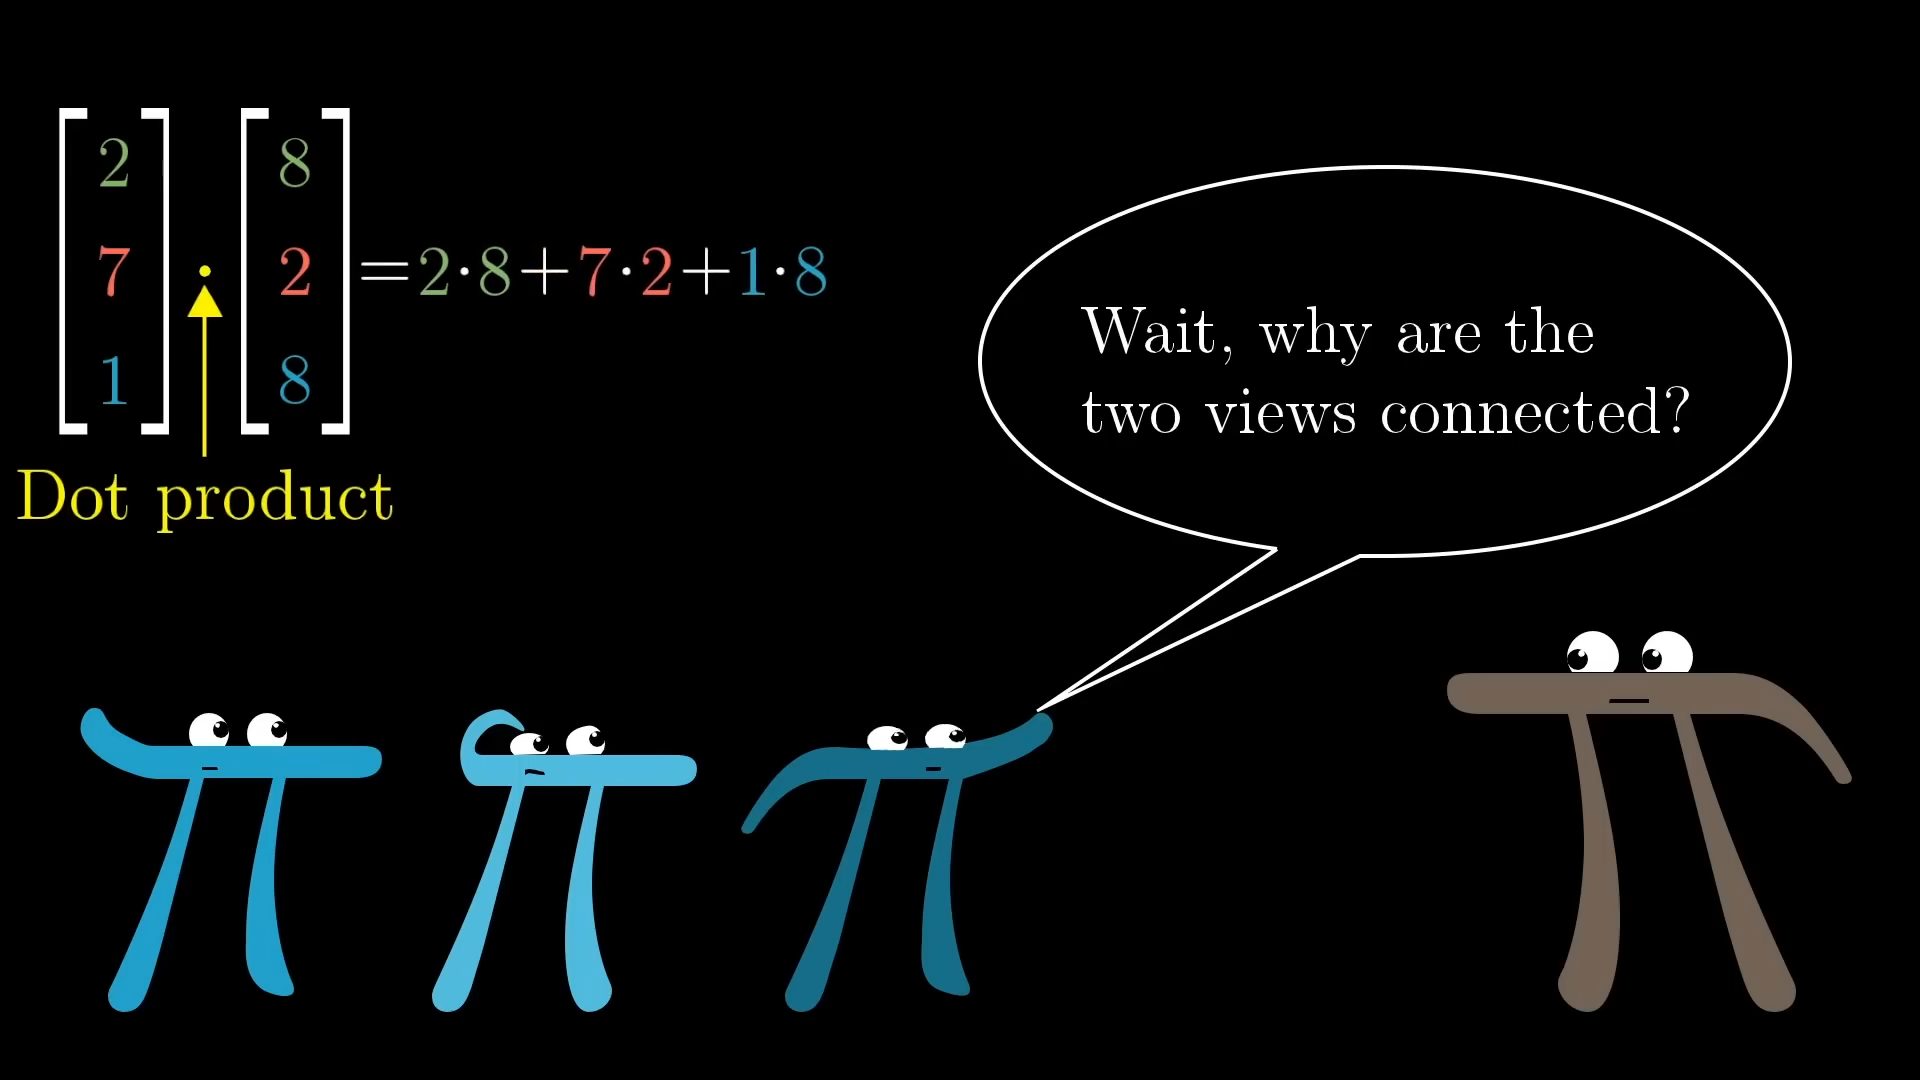 [2 7 1] · [8 2 8] = 2·8+7·2+1·8
Dot product
Wait, why are the
two views connected?